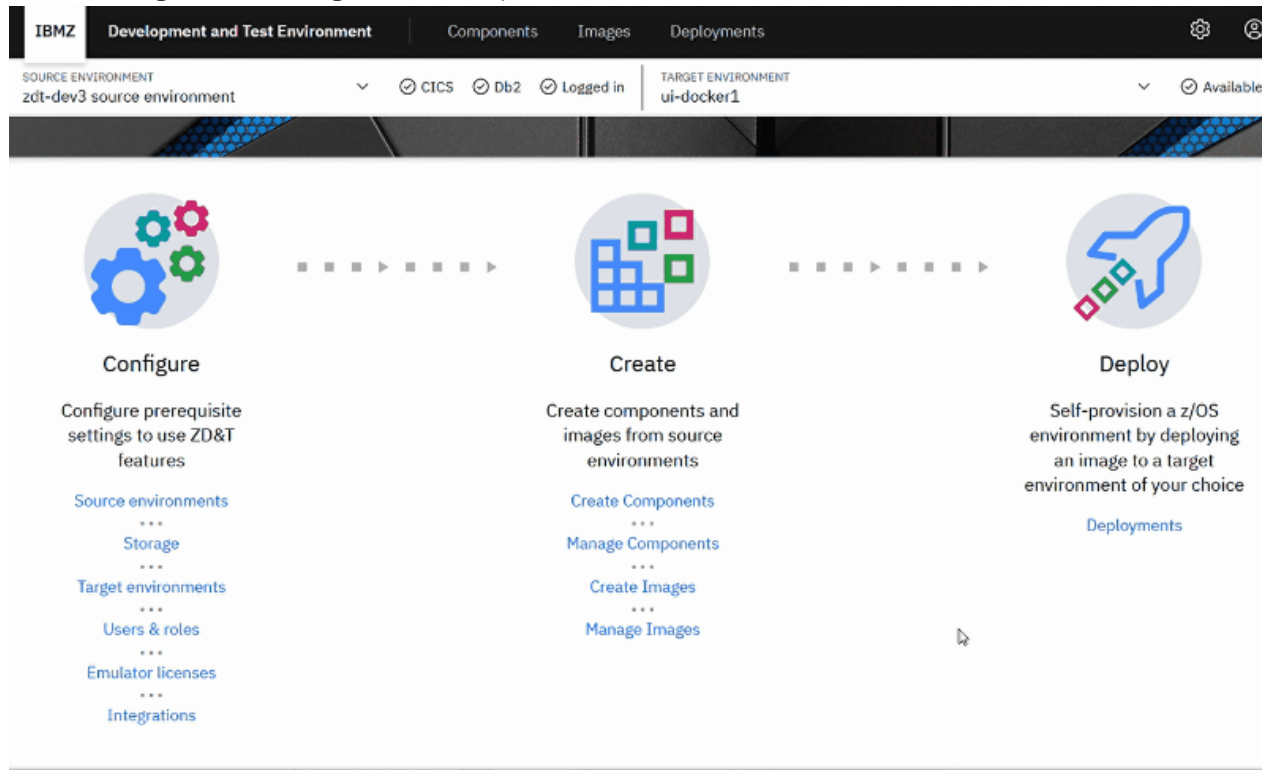 IBMZ Development and Test Environment Components Images Deployments
SOURCE ENVIRONMENT
zdt-dev3 source environment
CICS Db2 Logged in
TARGET ENVIRONMENT
ui-docker1
Available
Configure
Configure prerequisite
settings to use ZD&T
features
Source environments
Storage
Target environments
Users & roles
Emulator licenses
Integrations
Create
Create components and
images from source
environments
Create Components
Manage Components
Create Images
Manage Images
Deploy
Self-provision a z/OS
environment by deploying
an image to a target
environment of your choice
Deployments